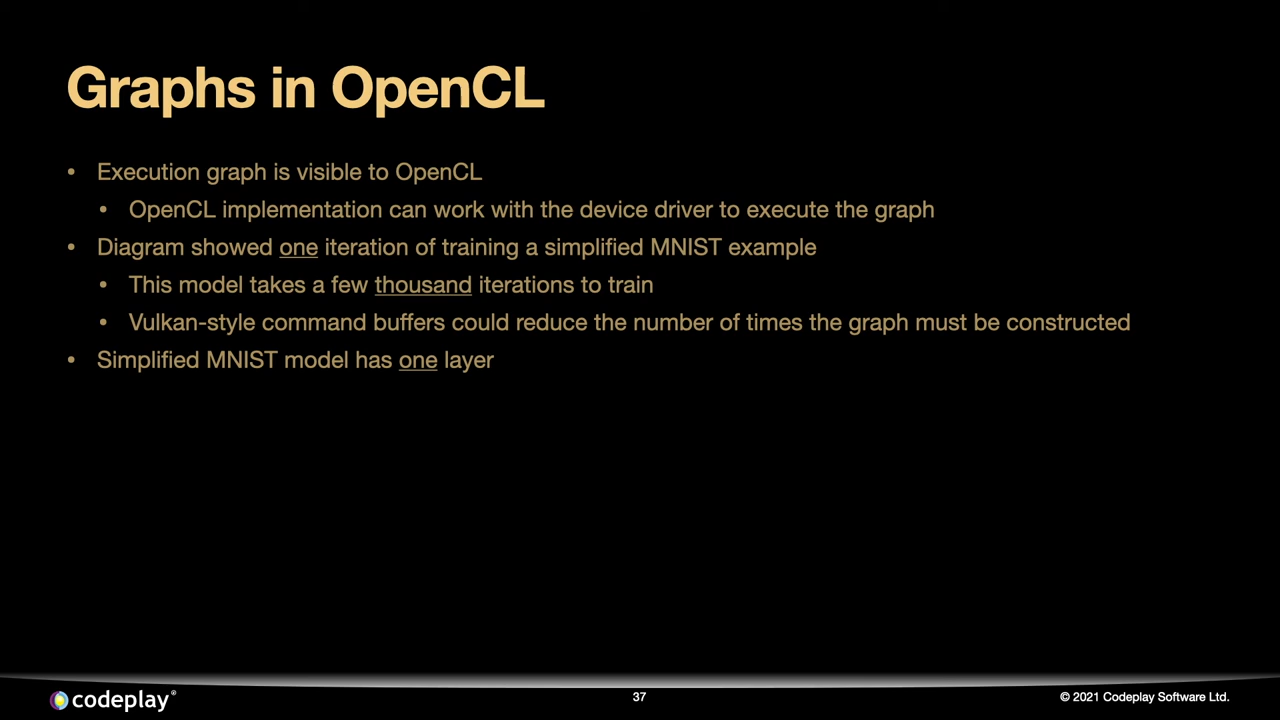 Graphs in OpenCL
• Execution graph is visible to OpenCL
• OpenCL implementation can work with the device driver to execute the graph
• Diagram showed one iteration of training a simplified MNIST example
• This model takes a few thousand iterations to train
• Vulkan-style command buffers could reduce the number of times the graph must be constructed
• Simplified MNIST model has one layer
codeplay®
37
© 2021 Codeplay Software Ltd.